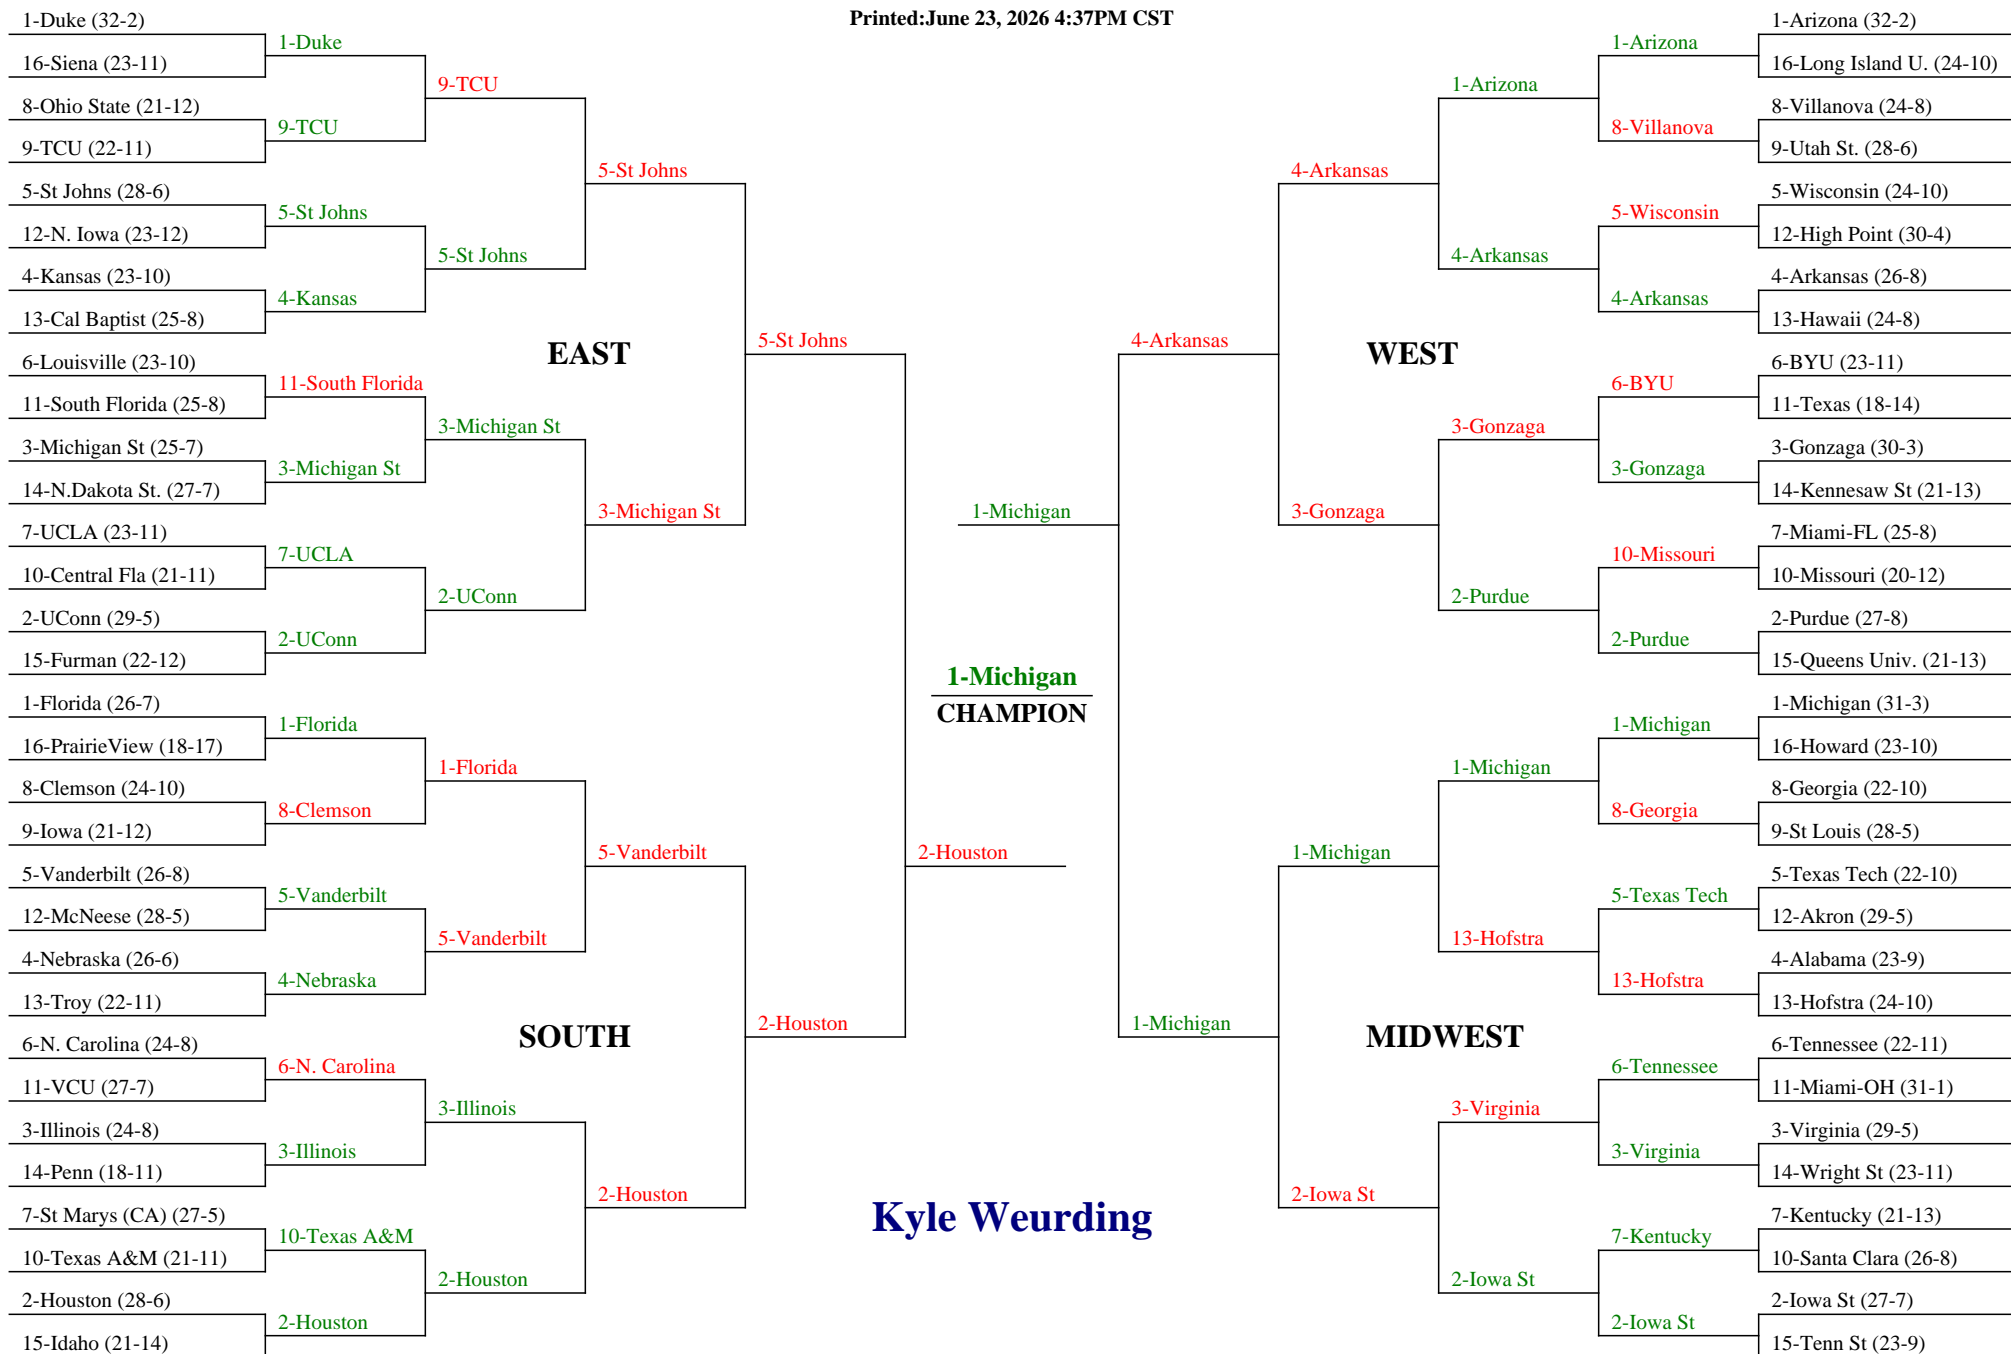 Printed:June 23, 2026 4:37PM CST
1-Duke (32-2)
16-Siena (23-11)
8-Ohio State (21-12)
9-TCU (22-11)
5-St Johns (28-6)
12-N. Iowa (23-12)
4-Kansas (23-10)
13-Cal Baptist (25-8)
6-Louisville (23-10)
11-South Florida (25-8)
3-Michigan St (25-7)
14-N.Dakota St. (27-7)
7-UCLA (23-11)
10-Central Fla (21-11)
2-UConn (29-5)
15-Furman (22-12)
1-Florida (26-7)
16-PrairieView (18-17)
8-Clemson (24-10)
9-Iowa (21-12)
5-Vanderbilt (26-8)
12-McNeese (28-5)
4-Nebraska (26-6)
13-Troy (22-11)
6-N. Carolina (24-8)
11-VCU (27-7)
3-Illinois (24-8)
14-Penn (18-11)
7-St Marys (CA) (27-5)
10-Texas A&M (21-11)
2-Houston (28-6)
15-Idaho (21-14)
1-Duke
9-TCU
5-St Johns
4-Kansas
11-South Florida
3-Michigan St
7-UCLA
2-UConn
1-Florida
8-Clemson
5-Vanderbilt
4-Nebraska
6-N. Carolina
3-Illinois
10-Texas A&M
2-Houston
9-TCU
5-St Johns
3-Michigan St
2-UConn
1-Florida
5-Vanderbilt
3-Illinois
2-Houston
5-St Johns
3-Michigan St
5-Vanderbilt
2-Houston
EAST
SOUTH
5-St Johns
2-Houston
2-Houston
1-Michigan
1-Michigan
CHAMPION
Kyle Weurding
4-Arkansas
1-Michigan
WEST
MIDWEST
4-Arkansas
3-Gonzaga
1-Michigan
2-Iowa St
1-Arizona
4-Arkansas
3-Gonzaga
2-Purdue
1-Michigan
13-Hofstra
3-Virginia
2-Iowa St
1-Arizona
8-Villanova
5-Wisconsin
4-Arkansas
6-BYU
3-Gonzaga
10-Missouri
2-Purdue
1-Michigan
8-Georgia
5-Texas Tech
13-Hofstra
6-Tennessee
3-Virginia
7-Kentucky
2-Iowa St
1-Arizona (32-2)
16-Long Island U. (24-10)
8-Villanova (24-8)
9-Utah St. (28-6)
5-Wisconsin (24-10)
12-High Point (30-4)
4-Arkansas (26-8)
13-Hawaii (24-8)
6-BYU (23-11)
11-Texas (18-14)
3-Gonzaga (30-3)
14-Kennesaw St (21-13)
7-Miami-FL (25-8)
10-Missouri (20-12)
2-Purdue (27-8)
15-Queens Univ. (21-13)
1-Michigan (31-3)
16-Howard (23-10)
8-Georgia (22-10)
9-St Louis (28-5)
5-Texas Tech (22-10)
12-Akron (29-5)
4-Alabama (23-9)
13-Hofstra (24-10)
6-Tennessee (22-11)
11-Miami-OH (31-1)
3-Virginia (29-5)
14-Wright St (23-11)
7-Kentucky (21-13)
10-Santa Clara (26-8)
2-Iowa St (27-7)
15-Tenn St (23-9)